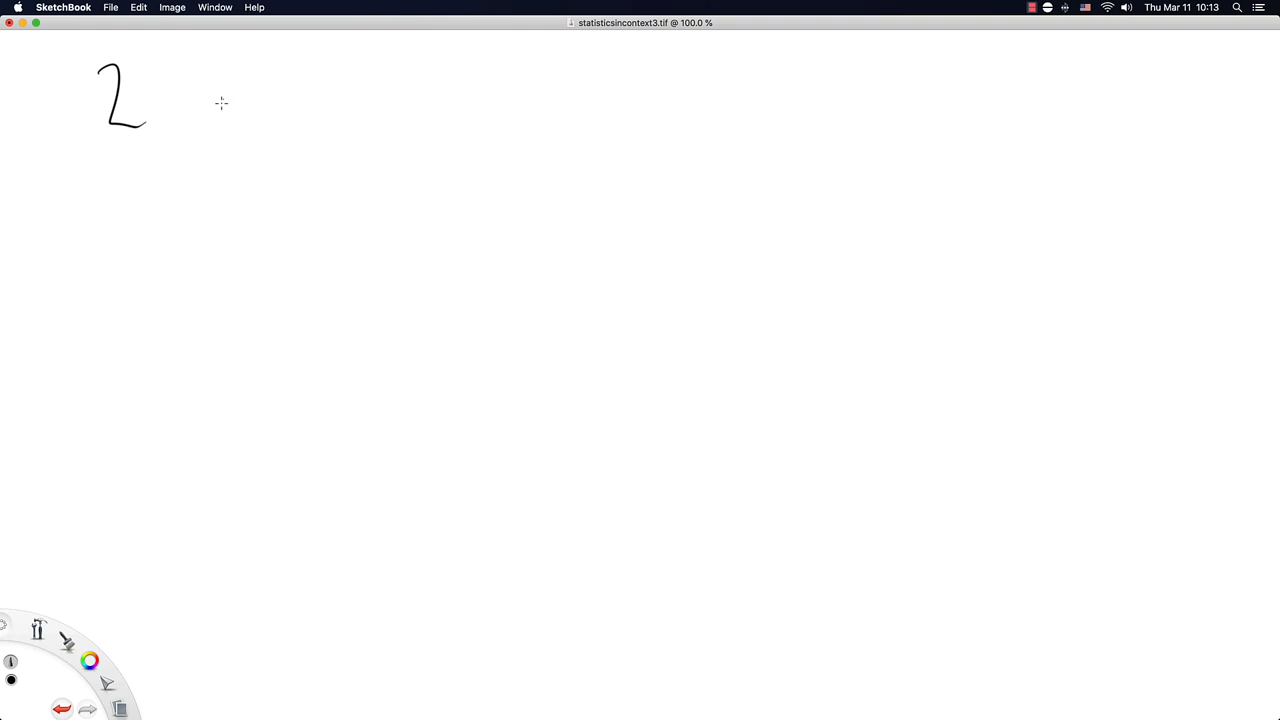 SketchBook File Edit Image Window Help Thu Mar 11 10:13
statisticsincontext3.tif @ 100.0 %
2